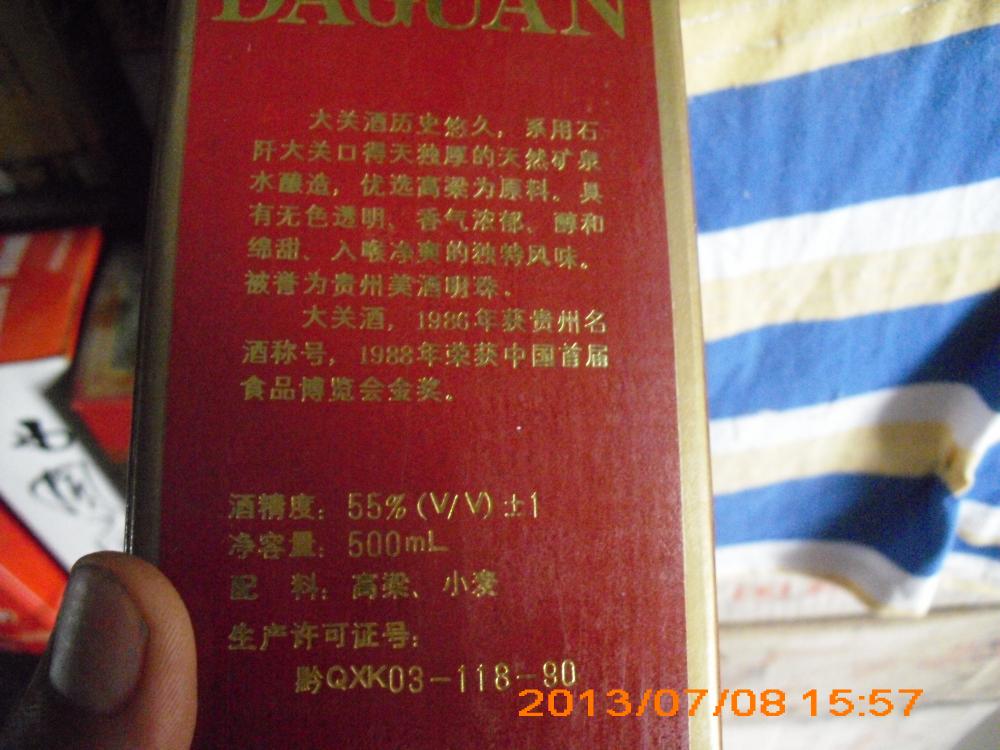 DAGUAN
大关酒历史悠久，系用石
阡大关口得天独厚的天然矿泉
水酿造，优选高粱为原料。具
有无色透明、香气浓郁、醇和
绵甜、入喉净爽的独特风味。
被誉为贵州美酒明珠。
大关酒，1986年获贵州名
酒称号，1988年荣获中国首届
食品博览会金奖。
酒精度：55%(V/V)±1
净容量：500mL
配 料：高粱、小麦
生产许可证号：
黔QXK03-118-90
2013/07/08 15:57